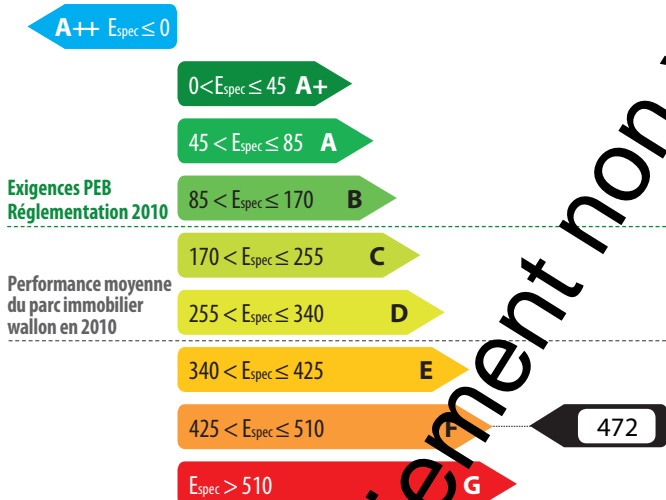 A++ Espec ≤ 0
0<Espec ≤ 45 A+
45 < Espec ≤ 85 A
Exigences PEB
Réglementation 2010
85 < Espec ≤ 170 B
170 < Espec ≤ 255 C
Performance moyenne
du parc immobilier
wallon en 2010
255 < Espec ≤ 340 D
340 < Espec ≤ 425 E
425 < Espec ≤ 510 F
472
Espec > 510 G
non